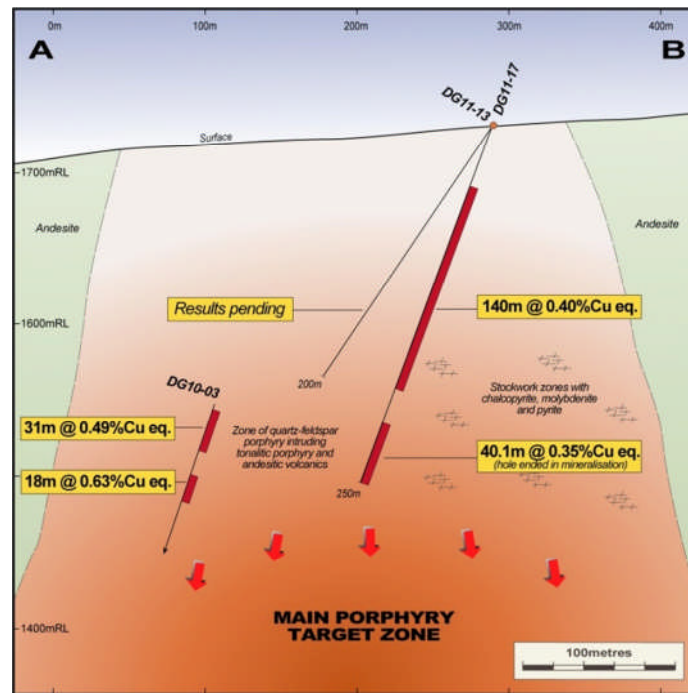 0m
100m
200m
300m
400m
A
B
DG11-13
DG11-17
Surface
1700mRL
Andesite
Andesite
Results pending
140m @ 0.40%Cu eq.
1600mRL
200m
DG10-03
Stockwork zones with
chalcopyrite, molybdenite
and pyrite
31m @ 0.49%Cu eq.
Zone of quartz-feldspar
porphyry intruding
tonalitic porphyry and
andesitic volcanics
40.1m @ 0.35%Cu eq.
(hole ended in mineralisation)
18m @ 0.63%Cu eq.
250m
MAIN PORPHYRY
TARGET ZONE
1400mRL
100metres